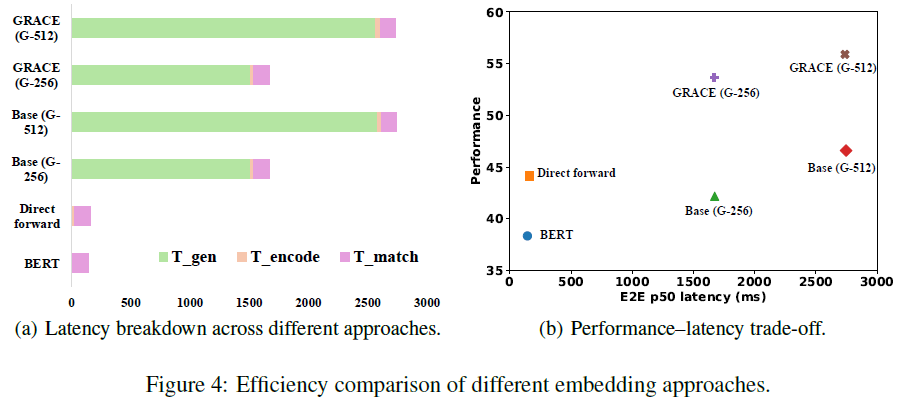 GRACE
(G-512)
GRACE
(G-256)
Base (G-
512)
Base (G-
256)
Direct
forward
BERT
T_gen T_encode T_match
0 500 1000 1500 2000 2500 3000
(a) Latency breakdown across different approaches.
60
55
50
45
40
35
Performance
GRACE (G-512)
GRACE (G-256)
Direct forward
Base (G-512)
Base (G-256)
BERT
0 500 1000 1500 2000 2500 3000
E2E p50 latency (ms)
(b) Performance–latency trade-off.
Figure 4: Efficiency comparison of different embedding approaches.